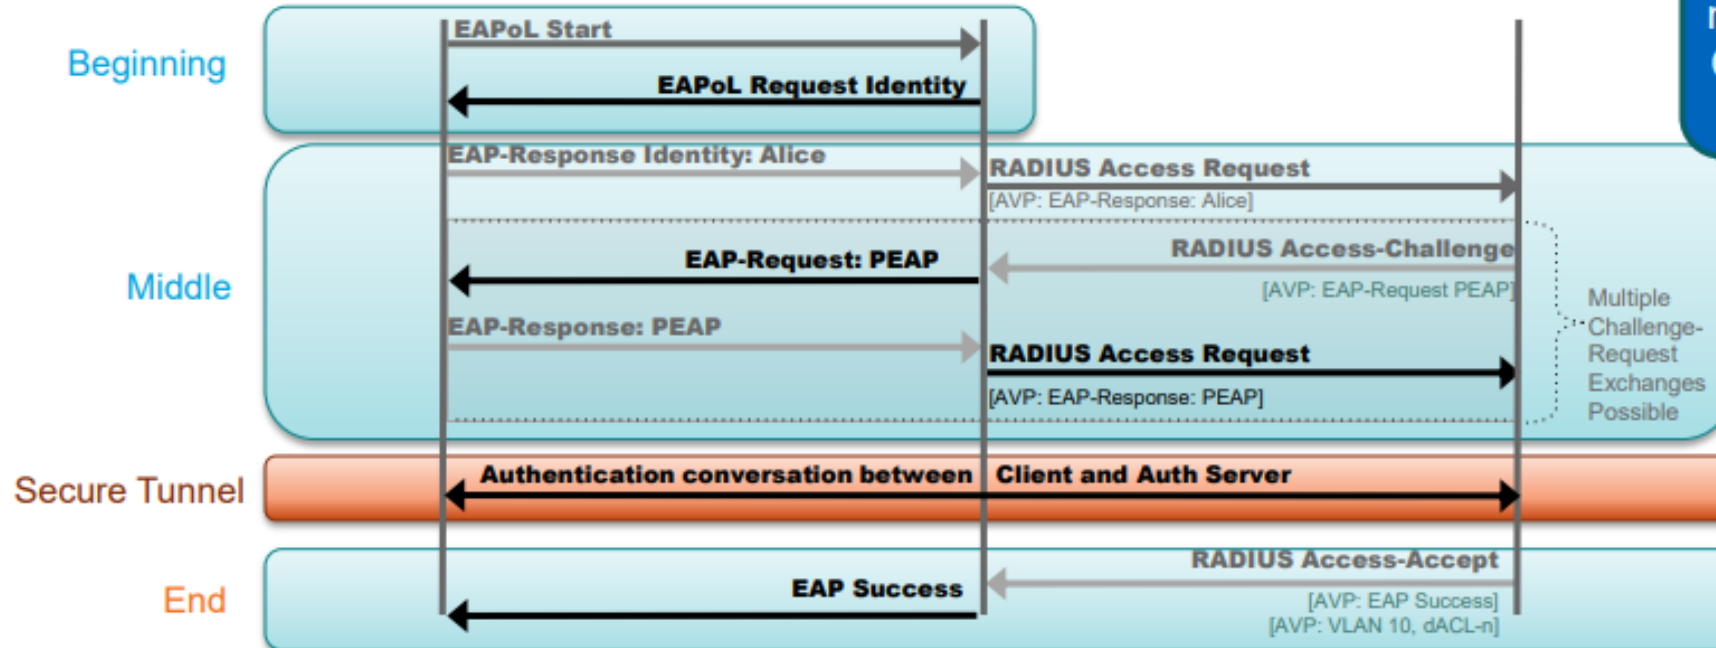 EAPoL Start
Beginning
EAPoL Request Identity
EAP-Response Identity: Alice
RADIUS Access Request
[AVP: EAP-Response: Alice]
RADIUS Access-Challenge
EAP-Request: PEAP
[AVP: EAP-Request PEAP]
Middle
Multiple
Challenge-
Request
Exchanges
Possible
EAP-Response: PEAP
RADIUS Access Request
[AVP: EAP-Response: PEAP]
Secure Tunnel
Authentication conversation between Client and Auth Server
RADIUS Access-Accept
EAP Success
End
[AVP: EAP Success]
[AVP: VLAN 10, dACL-n]